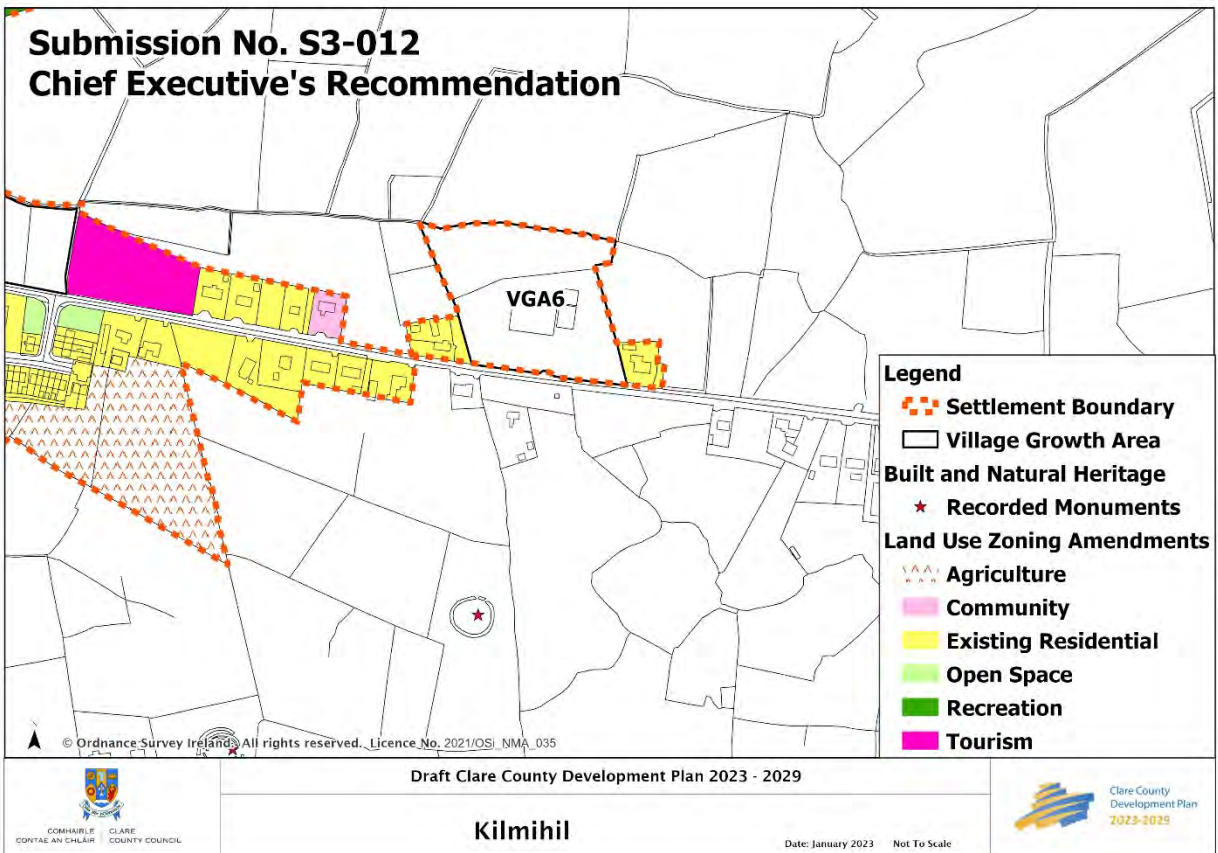 Submission No. S3-012
Chief Executive's Recommendation
VGA6
Legend
Settlement Boundary
Village Growth Area
Built and Natural Heritage
Recorded Monuments
Land Use Zoning Amendments
Agriculture
Community
Existing Residential
Open Space
Recreation
Tourism
© Ordnance Survey Ireland. All rights reserved. Licence No. 2021/OSi_NMA_035
Draft Clare County Development Plan 2023 - 2029
Kilmihil
Date: January 2023 Not To Scale
COMHAIRLE CLARE
CONTAE AN CHLÁIR COUNTY COUNCIL
Clare County
Development Plan
2023-2029